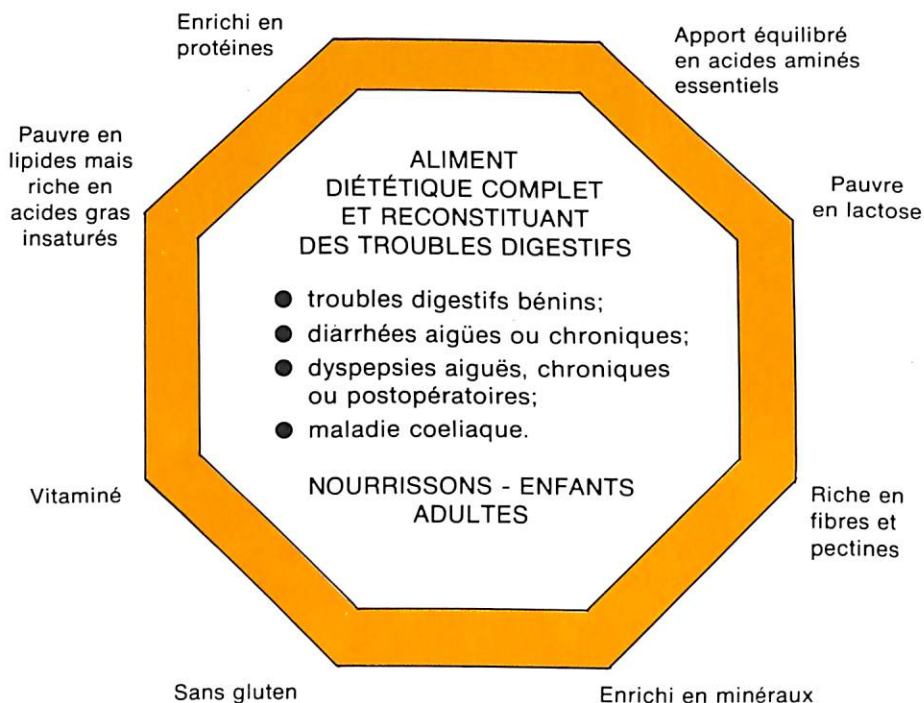 Enrichi en
protéines
Apport équilibré
en acides aminés
essentiels
Pauvre en
lipides mais
riche en
acides gras
insaturés
Pauvre
en lactose
ALIMENT
DIÉTÉTIQUE COMPLET
ET RECONSTITUANT
DES TROUBLES DIGESTIFS
● troubles digestifs bénins;
● diarrhées aigües ou chroniques;
● dyspepsies aiguës, chroniques
ou postopératoires;
● maladie coeliaque.
NOURRISSONS - ENFANTS
ADULTES
Vitaminé
Riche en
fibres et
pectines
Sans gluten
Enrichi en minéraux